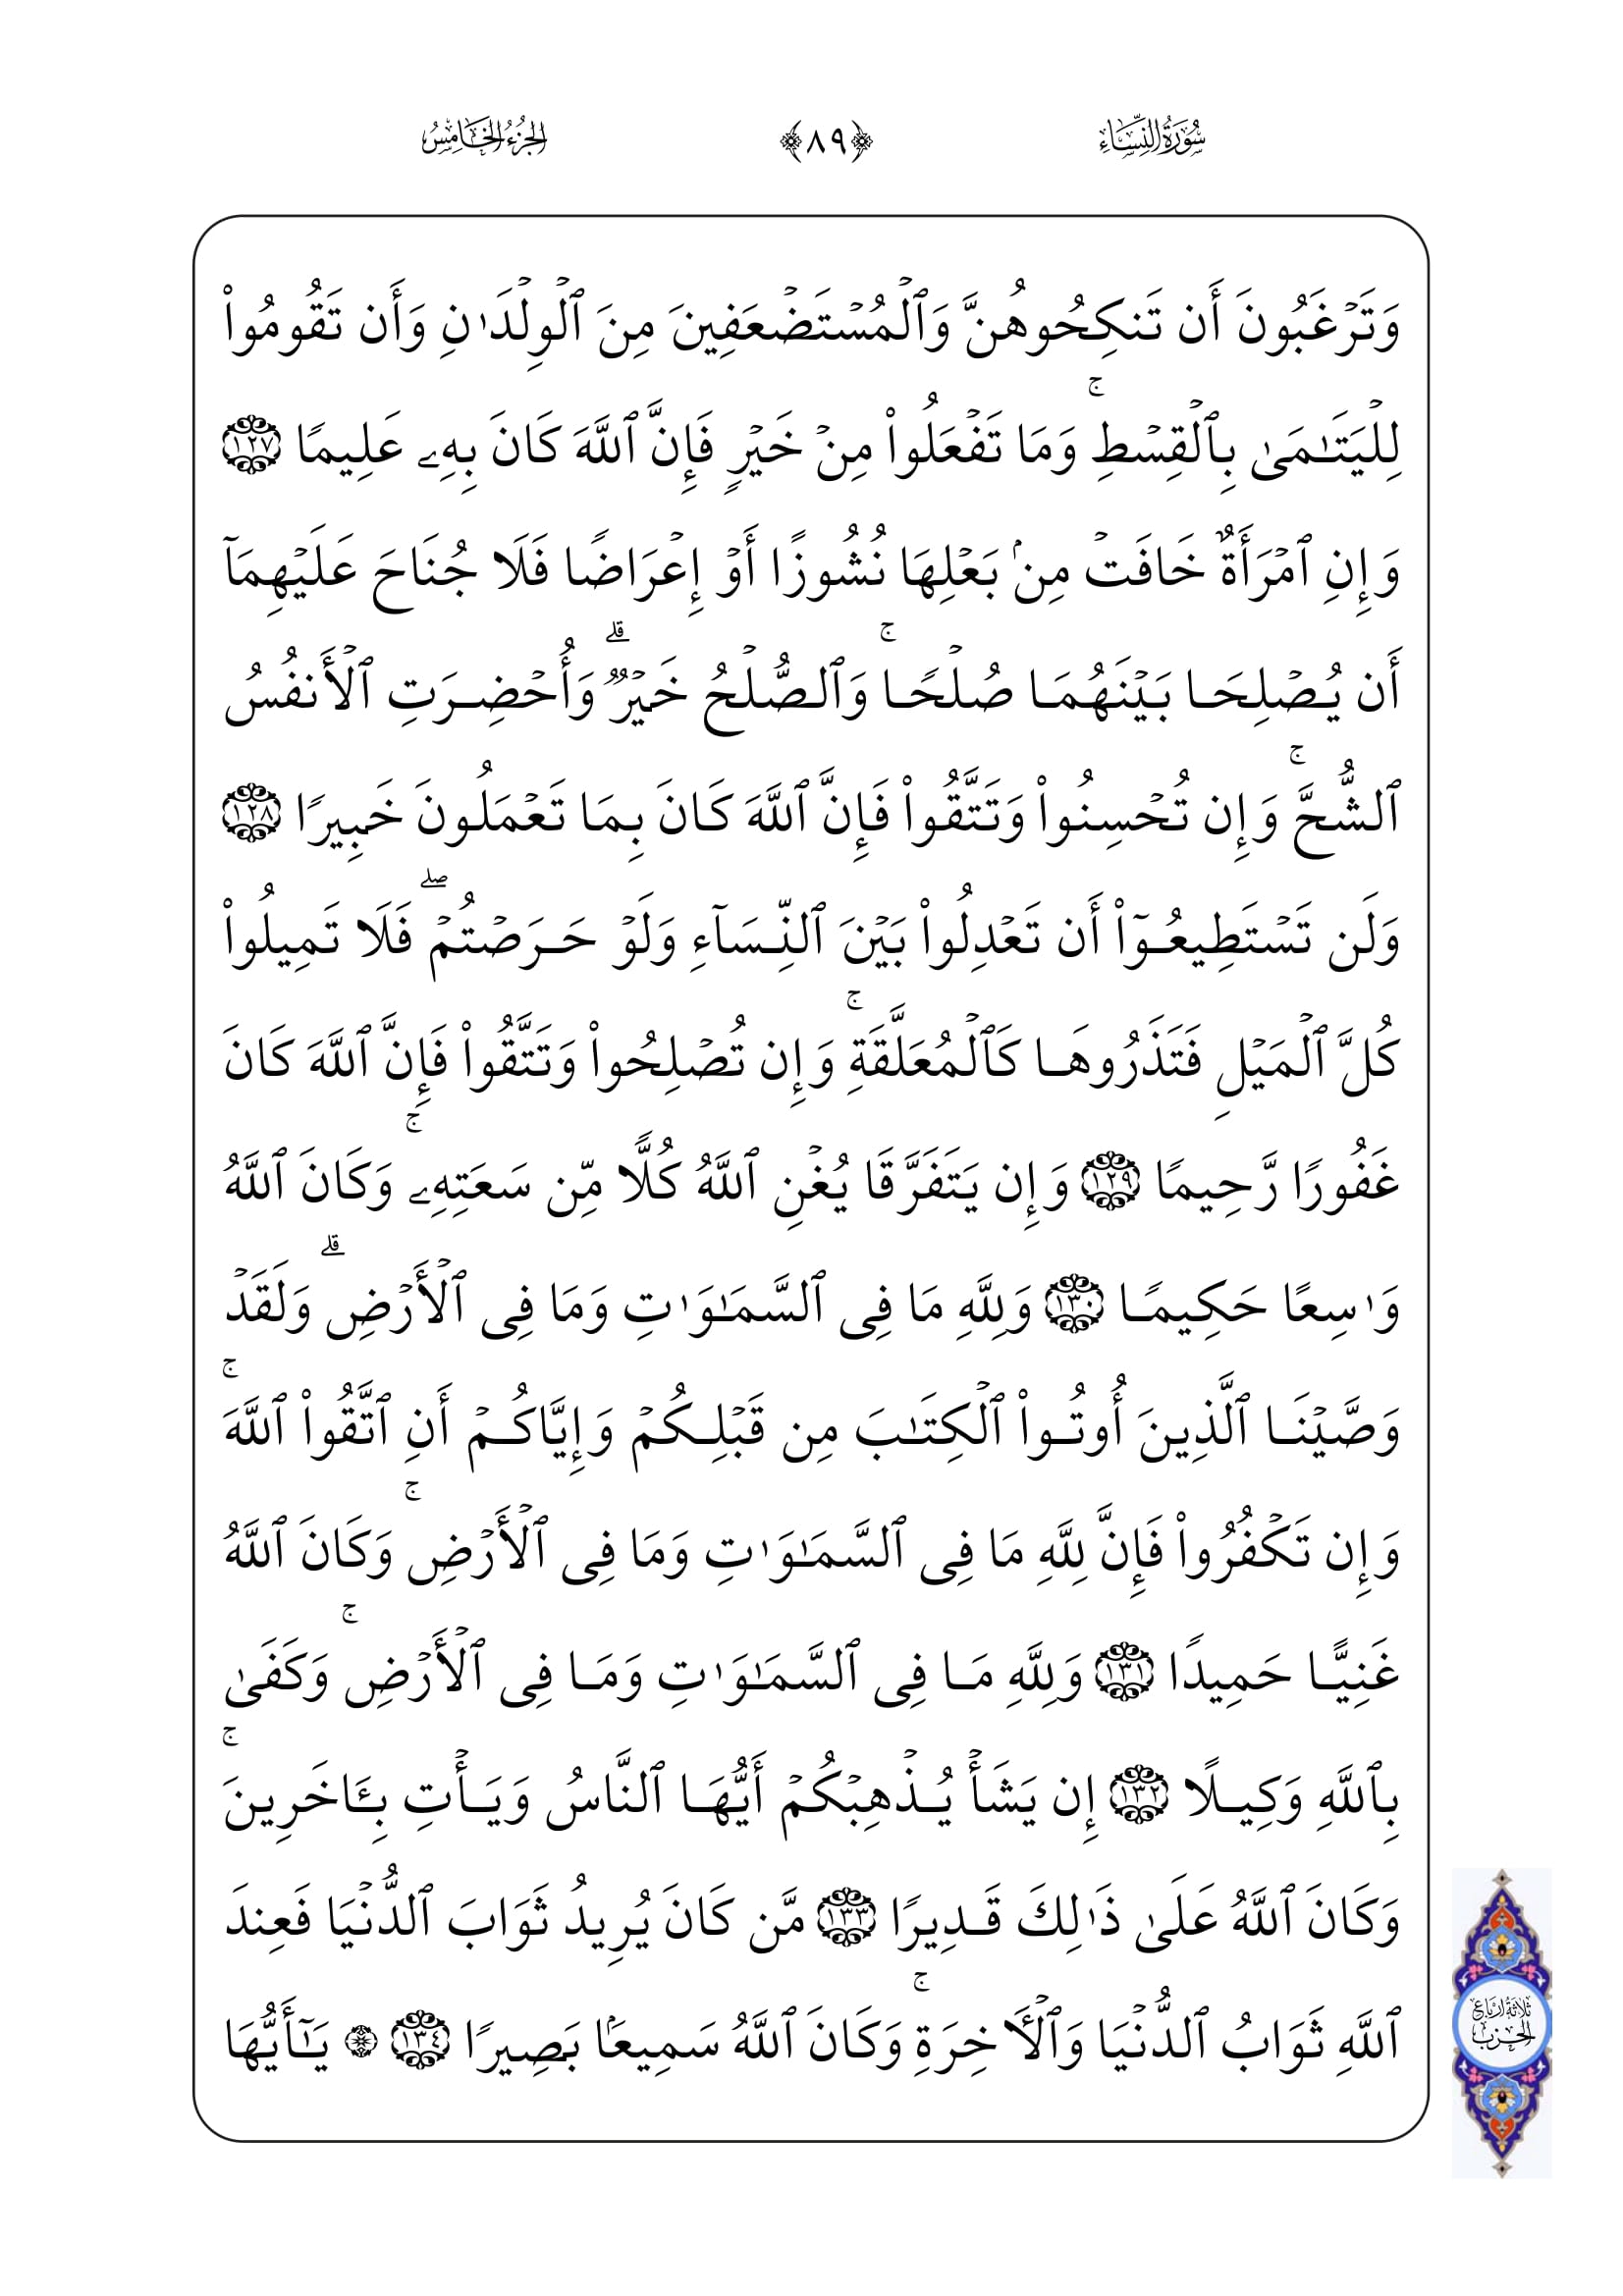 سُورَةُ النِّسَاءِ ﴿٨٩﴾ الجُزْءُ الخَامِسُ
وَتَرۡغَبُونَ أَن تَنكِحُوهُنَّ وَٱلۡمُسۡتَضۡعَفِينَ مِنَ ٱلۡوِلۡدَٰنِ وَأَن تَقُومُواْ
لِلۡيَتَٰمَىٰ بِٱلۡقِسۡطِۚ وَمَا تَفۡعَلُواْ مِنۡ خَيۡرٖ فَإِنَّ ٱللَّهَ كَانَ بِهِۦ عَلِيمٗا ١٢٧
وَإِنِ ٱمۡرَأَةٌ خَافَتۡ مِنۢ بَعۡلِهَا نُشُوزًا أَوۡ إِعۡرَاضٗا فَلَا جُنَاحَ عَلَيۡهِمَآ
أَن يُصۡلِحَا بَيۡنَهُمَا صُلۡحٗاۚ وَٱلصُّلۡحُ خَيۡرٞۗ وَأُحۡضِرَتِ ٱلۡأَنفُسُ
ٱلشُّحَّۚ وَإِن تُحۡسِنُواْ وَتَتَّقُواْ فَإِنَّ ٱللَّهَ كَانَ بِمَا تَعۡمَلُونَ خَبِيرٗا ١٢٨
وَلَن تَسۡتَطِيعُوٓاْ أَن تَعۡدِلُواْ بَيۡنَ ٱلنِّسَآءِ وَلَوۡ حَرَصۡتُمۡۖ فَلَا تَمِيلُواْ
كُلَّ ٱلۡمَيۡلِ فَتَذَرُوهَا كَٱلۡمُعَلَّقَةِۚ وَإِن تُصۡلِحُواْ وَتَتَّقُواْ فَإِنَّ ٱللَّهَ كَانَ
غَفُورٗا رَّحِيمٗا ١٢٩ وَإِن يَتَفَرَّقَا يُغۡنِ ٱللَّهُ كُلّٗا مِّن سَعَتِهِۦۚ وَكَانَ ٱللَّهُ
وَٰسِعًا حَكِيمٗا ١٣٠ وَلِلَّهِ مَا فِي ٱلسَّمَٰوَٰتِ وَمَا فِي ٱلۡأَرۡضِۗ وَلَقَدۡ
وَصَّيۡنَا ٱلَّذِينَ أُوتُواْ ٱلۡكِتَٰبَ مِن قَبۡلِكُمۡ وَإِيَّاكُمۡ أَنِ ٱتَّقُواْ ٱللَّهَۚ
وَإِن تَكۡفُرُواْ فَإِنَّ لِلَّهِ مَا فِي ٱلسَّمَٰوَٰتِ وَمَا فِي ٱلۡأَرۡضِۚ وَكَانَ ٱللَّهُ
غَنِيًّا حَمِيدٗا ١٣١ وَلِلَّهِ مَا فِي ٱلسَّمَٰوَٰتِ وَمَا فِي ٱلۡأَرۡضِۚ وَكَفَىٰ
بِٱللَّهِ وَكِيلًا ١٣٢ إِن يَشَأۡ يُذۡهِبۡكُمۡ أَيُّهَا ٱلنَّاسُ وَيَأۡتِ بِـَٔاخَرِينَۚ
وَكَانَ ٱللَّهُ عَلَىٰ ذَٰلِكَ قَدِيرٗا ١٣٣ مَّن كَانَ يُرِيدُ ثَوَابَ ٱلدُّنۡيَا فَعِندَ
ٱللَّهِ ثَوَابُ ٱلدُّنۡيَا وَٱلۡأٓخِرَةِۚ وَكَانَ ٱللَّهُ سَمِيعَۢا بَصِيرٗا ١٣٤ ۞ يَٰٓأَيُّهَا
ثلاثة أرباع
الحزب